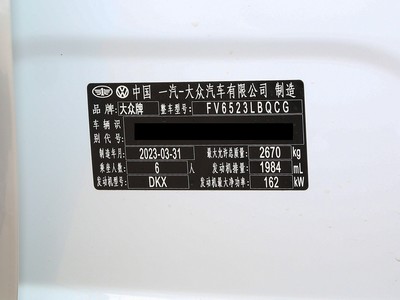 中国 一汽-大众汽车有限公司 制造
品牌 大众牌 整车型号 FV6523LBQCG
车辆识
别代号
制造年月 2023-03-31 最大允许总质量 2670 kg
乘坐人数 6 人 发动机排量 1984 mL
发动机型号 DKX 发动机最大净功率 162 kW